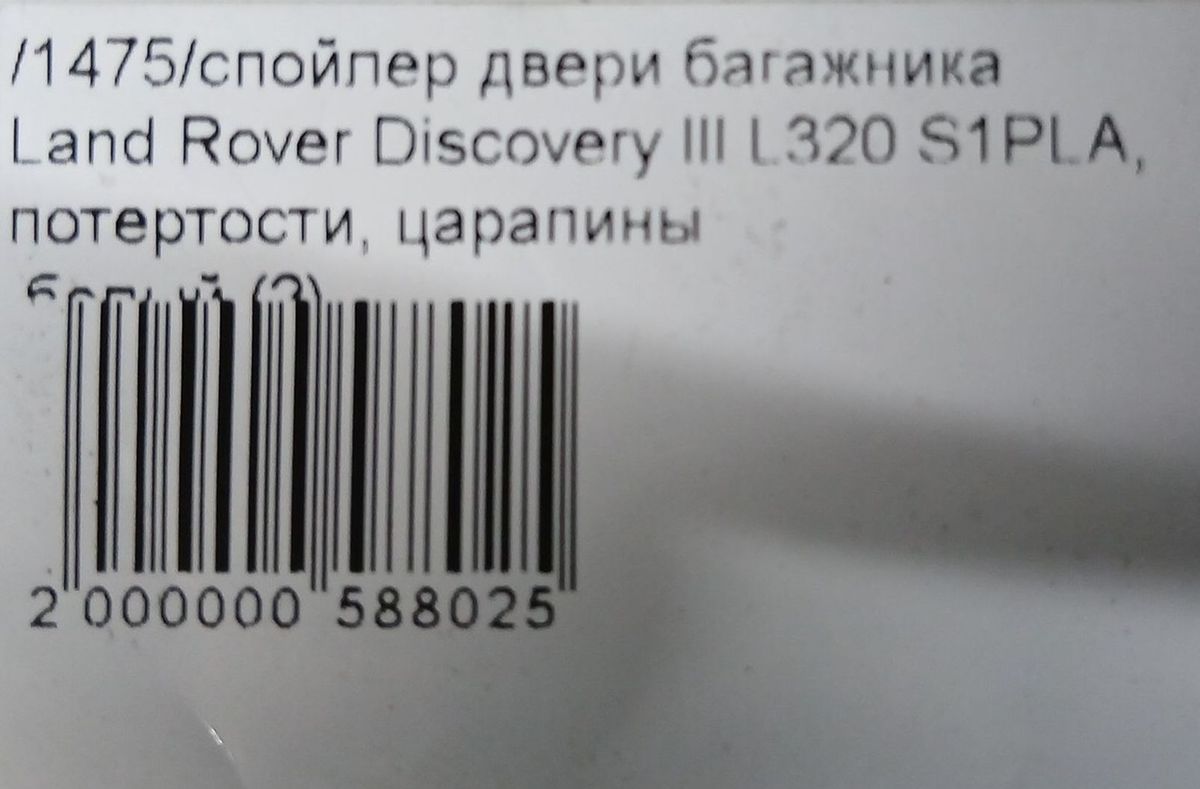 /1475/спойлер двери багажника
Land Rover Discovery III L320 S1PLA,
потертости, царапины
2 000000 588025